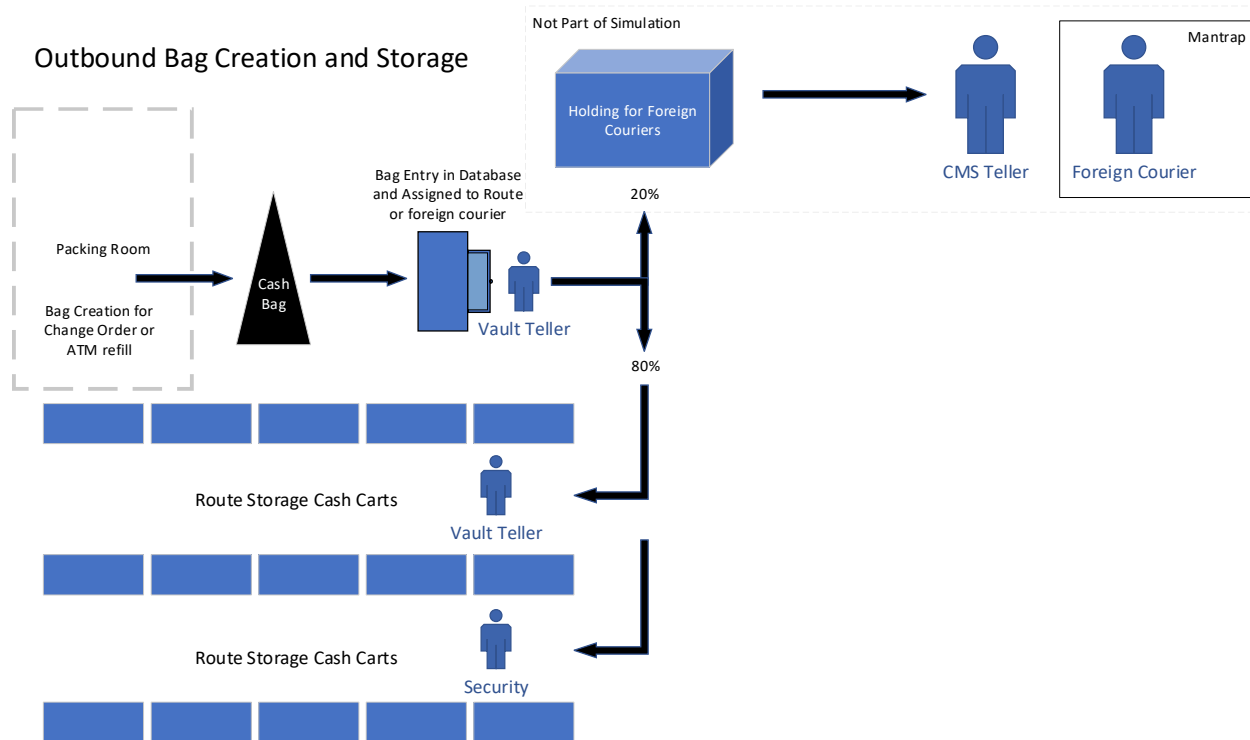 Not Part of Simulation
Mantrap
Outbound Bag Creation and Storage
Holding for Foreign
Couriers
CMS Teller
Foreign Courier
Bag Entry in Database
and Assigned to Route
or foreign courier
20%
Packing Room
Cash
Bag
Bag Creation for
Change Order or
ATM refill
Vault Teller
80%
Route Storage Cash Carts
Vault Teller
Route Storage Cash Carts
Security